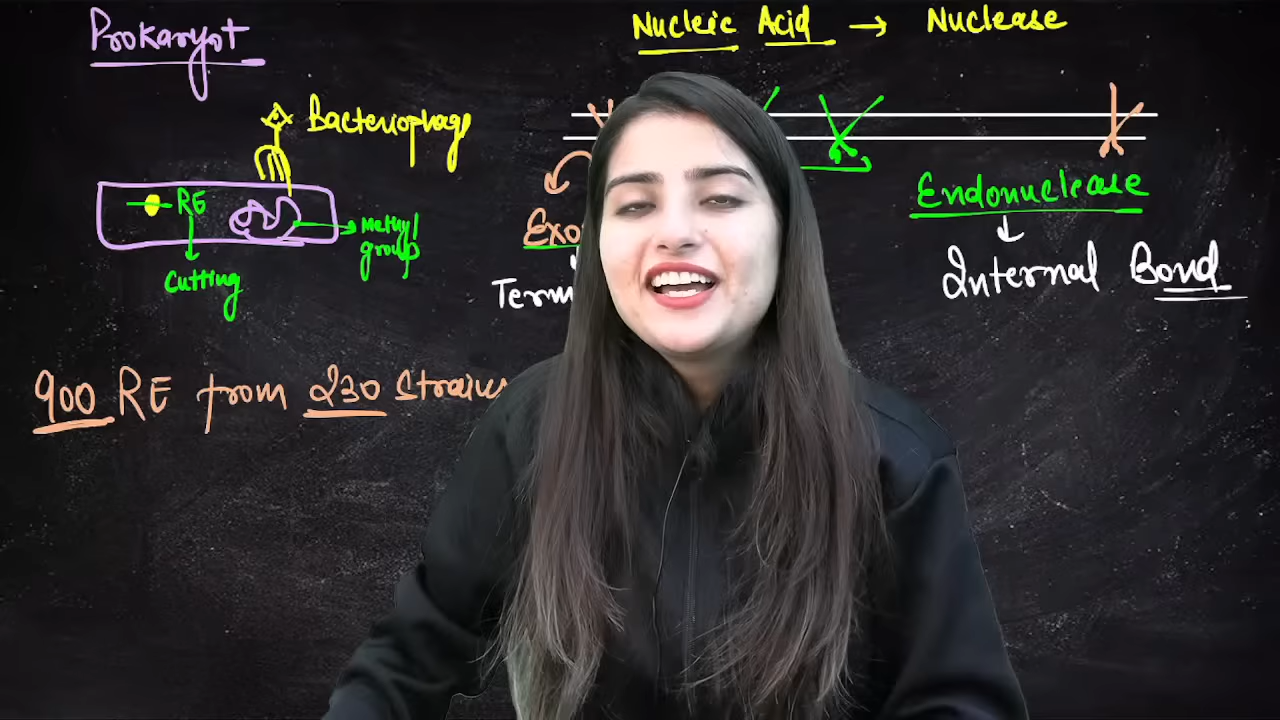 Prokaryot
Nucleic Acid → Nuclease
Bacteriophage
RE
Methyl
group
Cutting
Endonuclease
Internal Bond
900 RE from 230 Strains